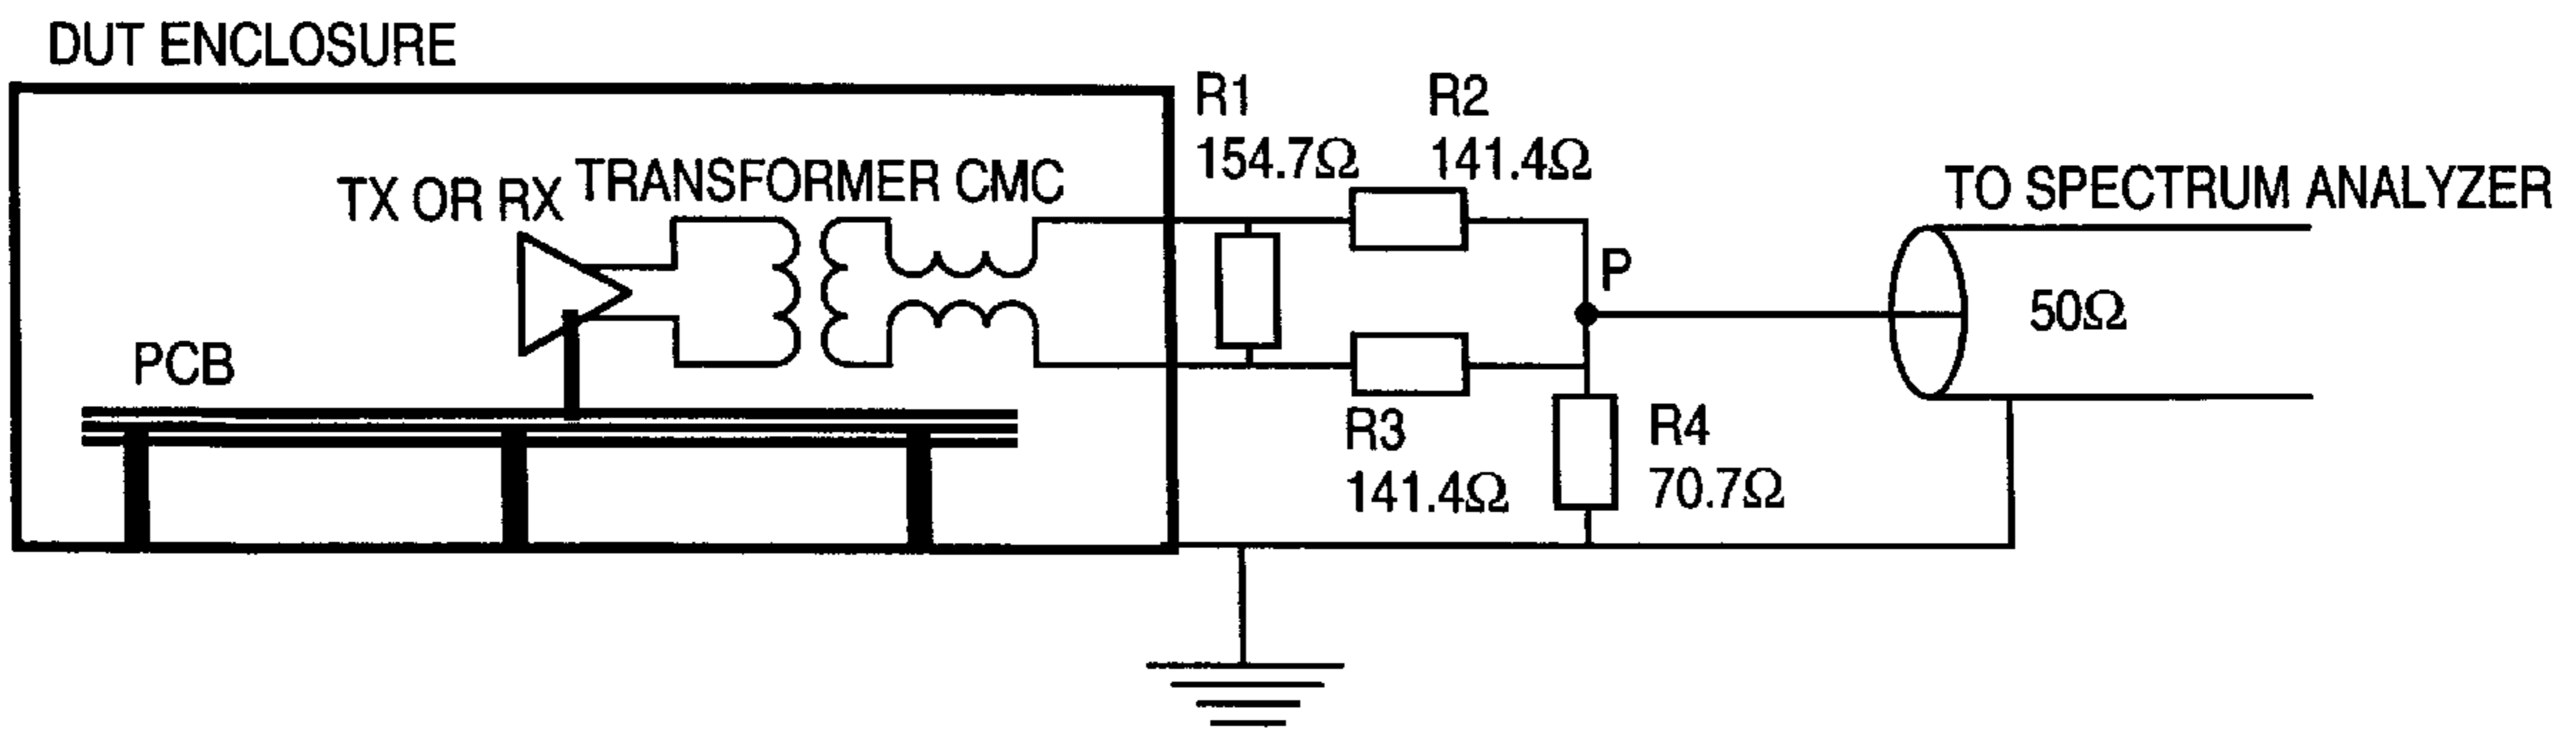 DUT ENCLOSURE
TX OR RX
TRANSFORMER CMC
PCB
R1
154.7Ω
R2
141.4Ω
R3
141.4Ω
P
R4
70.7Ω
TO SPECTRUM ANALYZER
50Ω